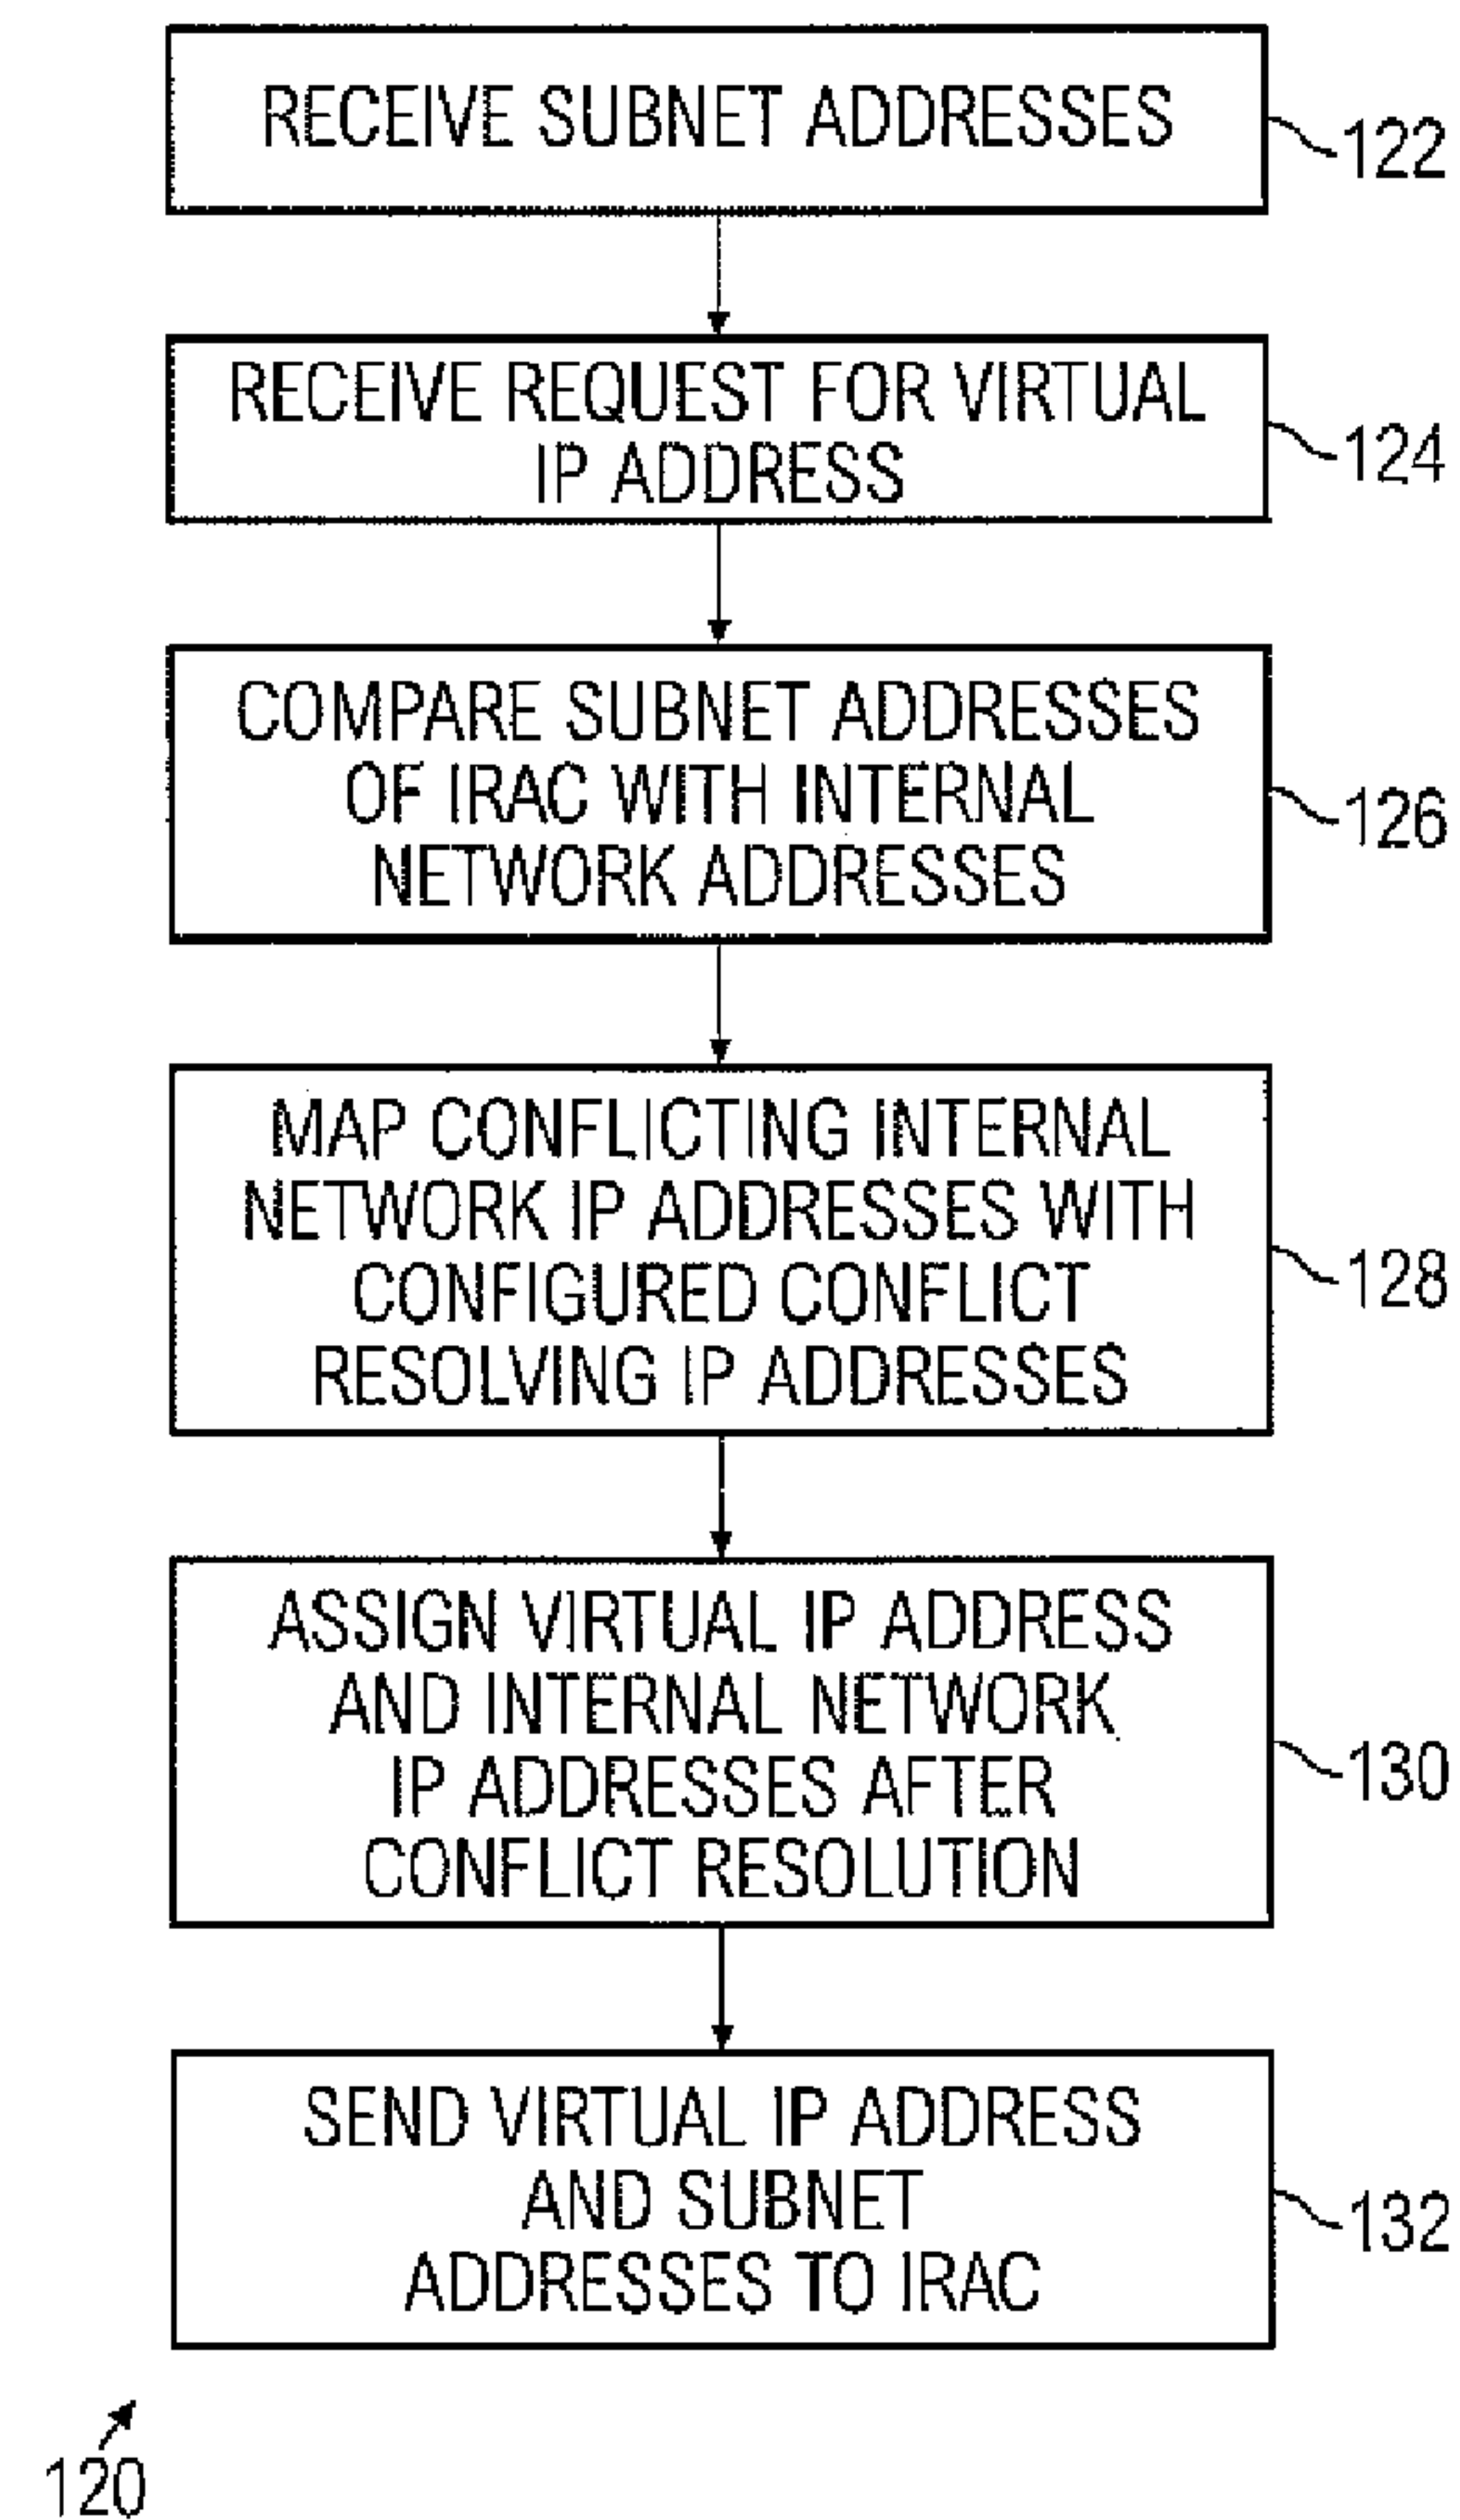 RECEIVE SUBNET ADDRESSES
122
RECEIVE REQUEST FOR VIRTUAL
IP ADDRESS
124
COMPARE SUBNET ADDRESSES
OF IRAC WITH INTERNAL
NETWORK ADDRESSES
126
MAP CONFLICTING INTERNAL
NETWORK IP ADDRESSES WITH
CONFIGURED CONFLICT
RESOLVING IP ADDRESSES
128
ASSIGN VIRTUAL IP ADDRESS
AND INTERNAL NETWORK
IP ADDRESSES AFTER
CONFLICT RESOLUTION
130
SEND VIRTUAL IP ADDRESS
AND SUBNET
ADDRESSES TO IRAC
132
120